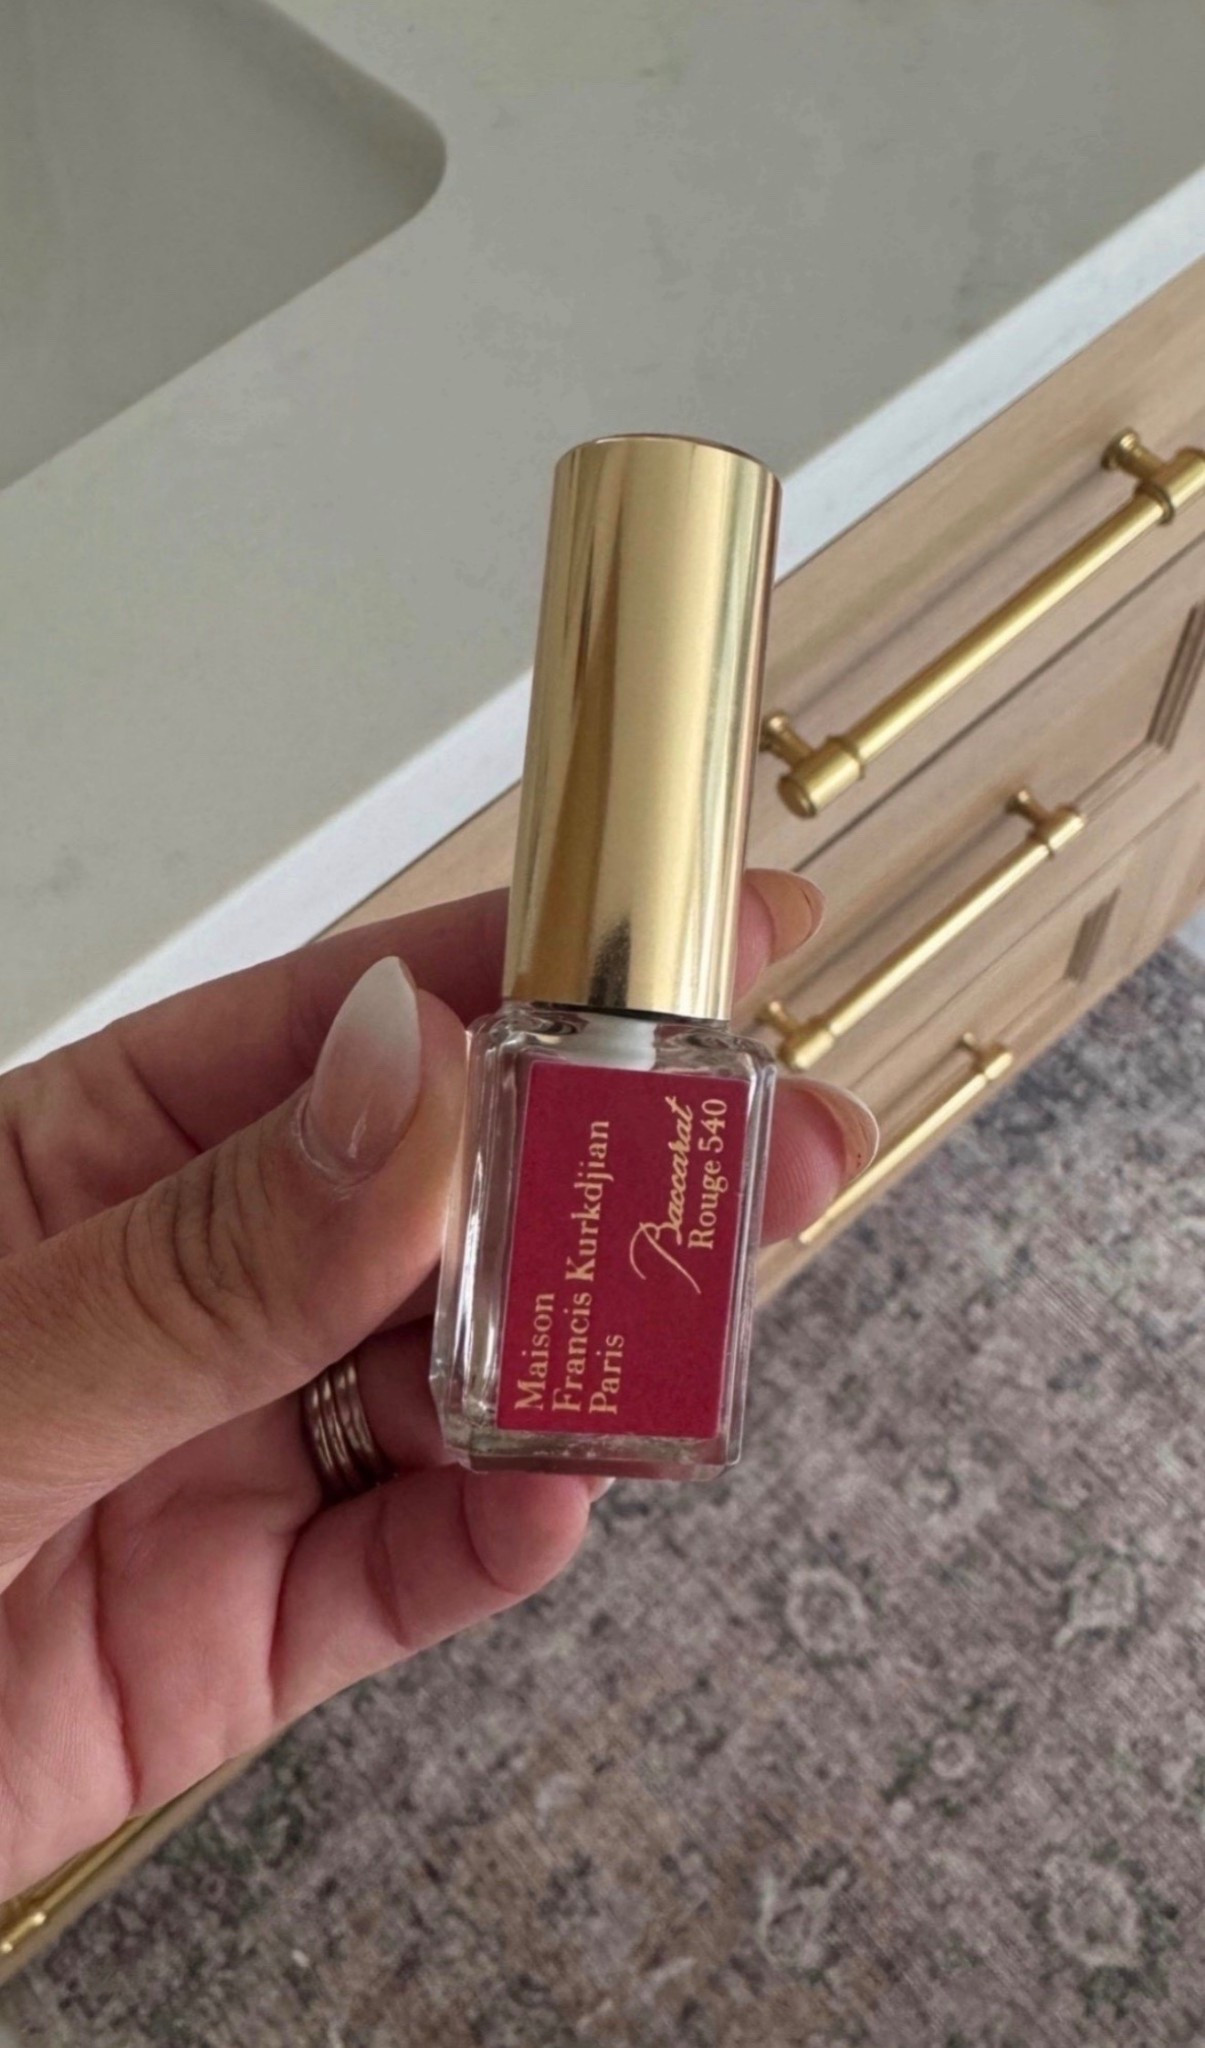 Maison
Francis Kurkdjian
Paris
Baccarat
Rouge 540